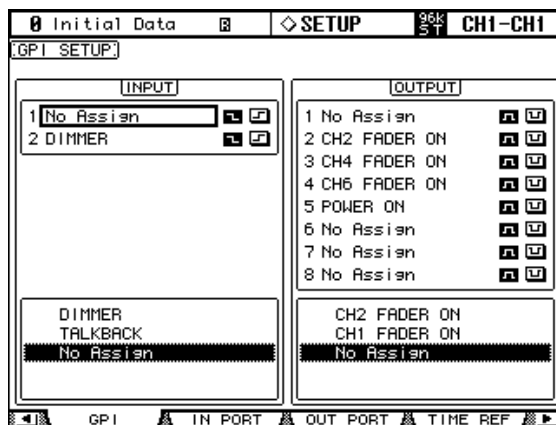 0 Initial Data R ◇SETUP 96k ST CH1-CH1
GPI SETUP
INPUT
1 No Assign
2 DIMMER
DIMMER
TALKBACK
No Assign
OUTPUT
1 No Assign
2 CH2 FADER ON
3 CH4 FADER ON
4 CH6 FADER ON
5 POWER ON
6 No Assign
7 No Assign
8 No Assign
CH2 FADER ON
CH1 FADER ON
No Assign
GPI IN PORT OUT PORT TIME REF